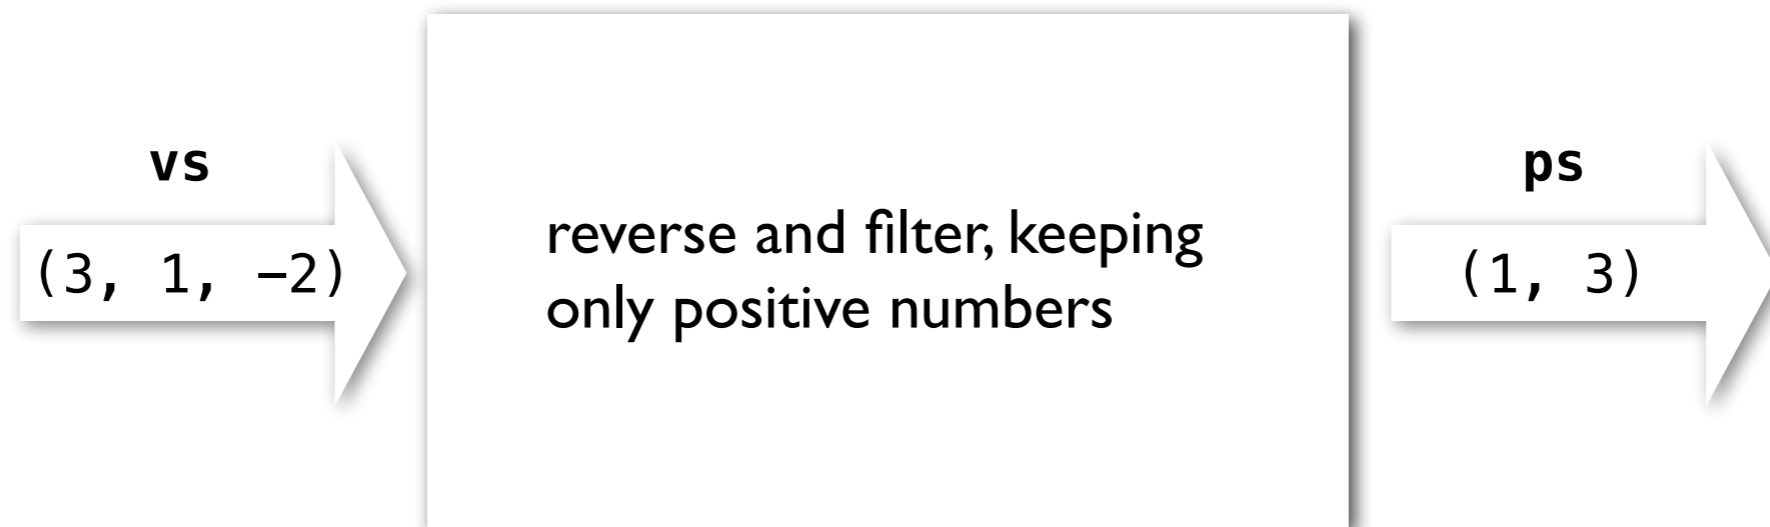 vs
(3, 1, −2)
reverse and filter, keeping
only positive numbers
ps
(1, 3)